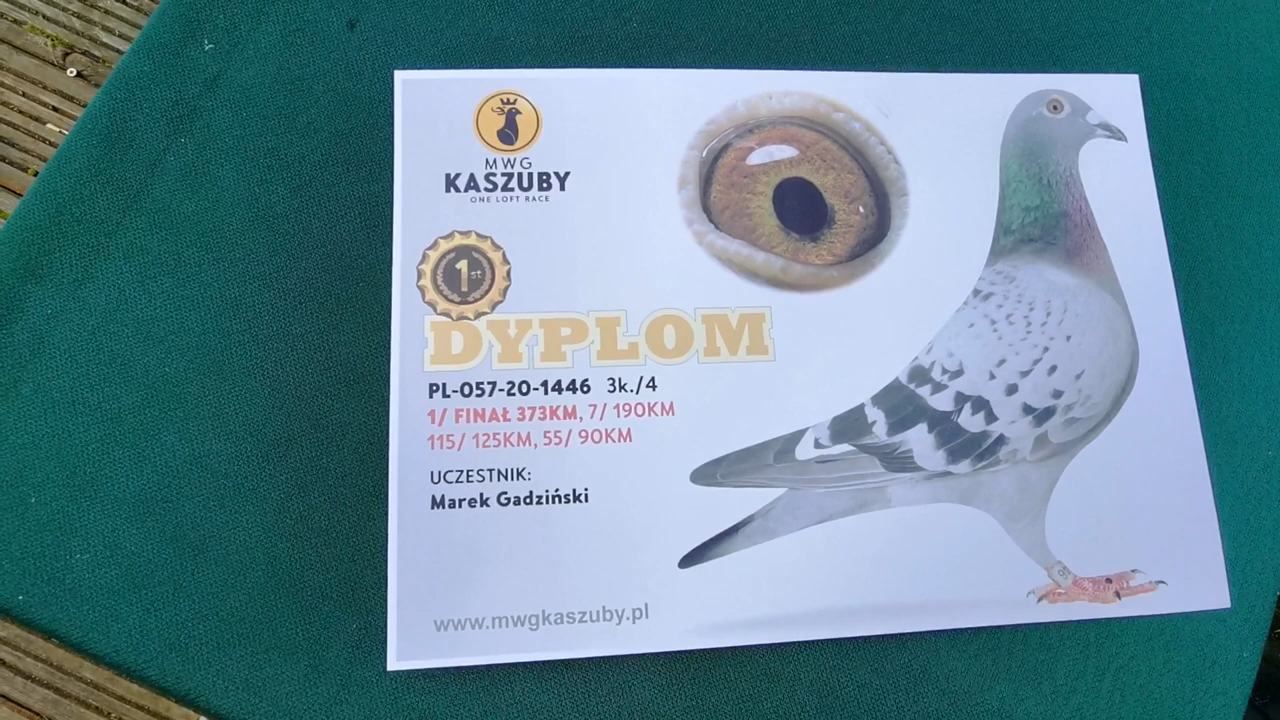 MWG
KASZUBY
ONE LOFT RACE
1st
DYPLOM
PL-057-20-1446 3k./4
1/ FINAŁ 373KM, 7/ 190KM
115/ 125KM, 55/ 90KM
UCZESTNIK:
Marek Gadziński
www.mwgkaszuby.pl